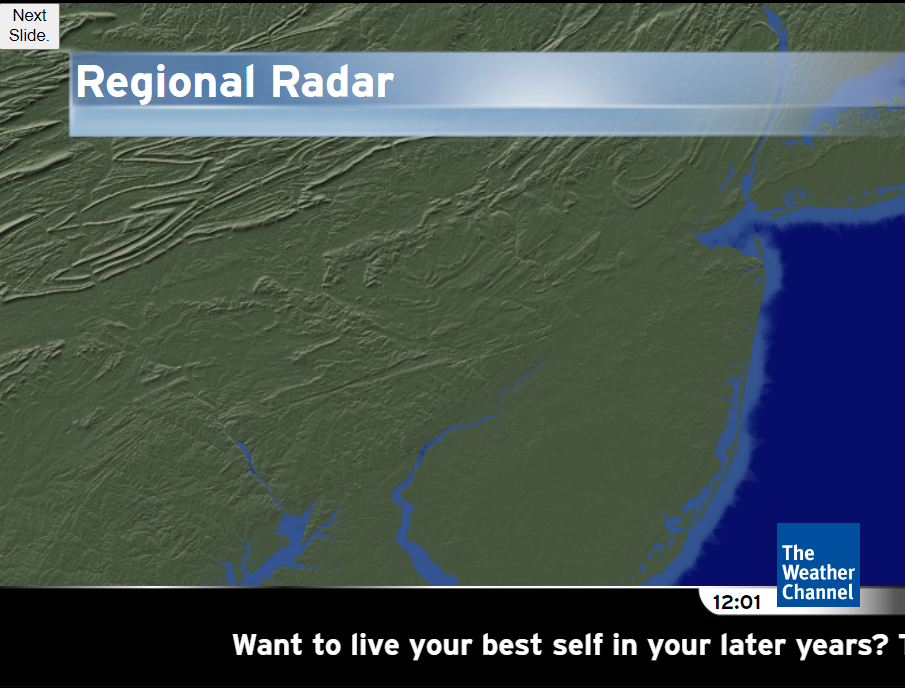 Next
Slide.
Regional Radar
The
Weather
Channel
12:01
Want to live your best self in your later years?